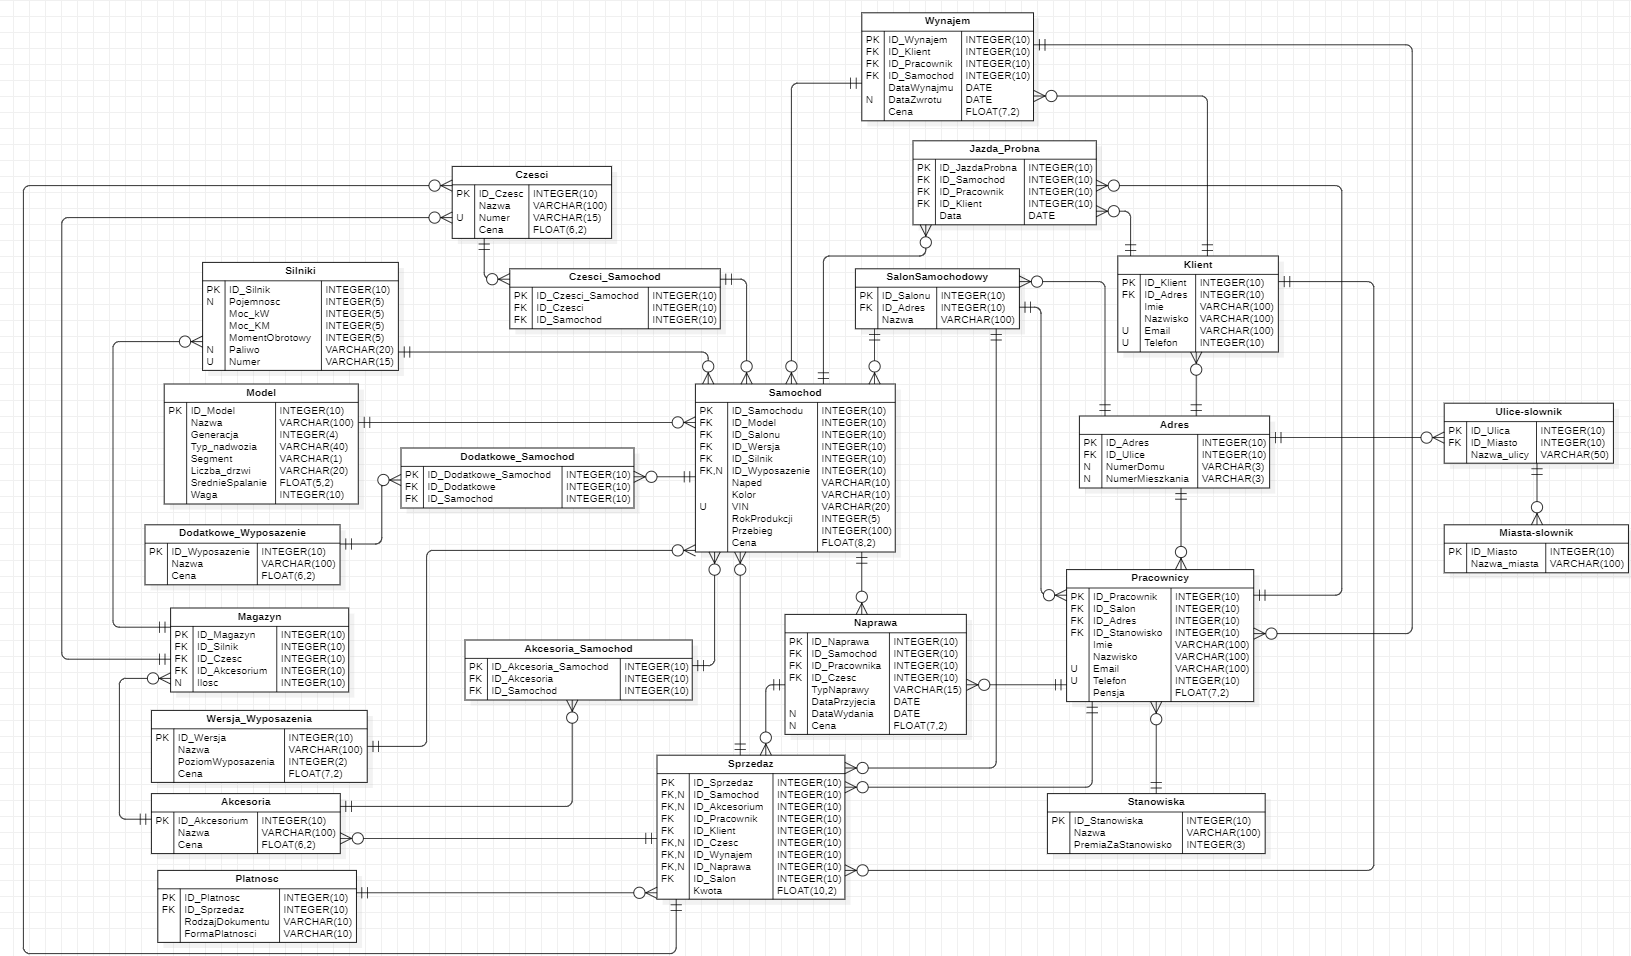 Wynajem
PK ID_Wynajem INTEGER(10)
FK ID_Klient INTEGER(10)
FK ID_Pracownik INTEGER(10)
FK ID_Samochod INTEGER(10)
DataWynajmu DATE
N DataZwrotu DATE
Cena FLOAT(7,2)
Jazda_Probna
PK ID_JazdaProbna INTEGER(10)
FK ID_Samochod INTEGER(10)
FK ID_Pracownik INTEGER(10)
FK ID_Klient INTEGER(10)
Data DATE
Czesci
PK ID_Czesc INTEGER(10)
Nazwa VARCHAR(100)
U Numer VARCHAR(15)
Cena FLOAT(6,2)
Silniki
PK ID_Silnik INTEGER(10)
N Pojemnosc INTEGER(5)
Moc_kW INTEGER(5)
Moc_KM INTEGER(5)
MomentObrotowy INTEGER(5)
N Paliwo VARCHAR(20)
U Numer VARCHAR(15)
Czesci_Samochod
PK ID_Czesci_Samochod INTEGER(10)
FK ID_Czesci INTEGER(10)
FK ID_Samochod INTEGER(10)
SalonSamochodowy
PK ID_Salonu INTEGER(10)
FK ID_Adres INTEGER(10)
Nazwa VARCHAR(100)
Klient
PK ID_Klient INTEGER(10)
FK ID_Adres INTEGER(10)
Imie VARCHAR(100)
Nazwisko VARCHAR(100)
U Email VARCHAR(100)
U Telefon INTEGER(10)
Model
PK ID_Model INTEGER(10)
Nazwa VARCHAR(100)
Generacja INTEGER(4)
Typ_nadwozia VARCHAR(40)
Segment VARCHAR(1)
Liczba_drzwi VARCHAR(20)
SrednieSpalanie FLOAT(5,2)
Waga INTEGER(10)
Samochod
PK ID_Samochodu INTEGER(10)
FK ID_Model INTEGER(10)
FK ID_Salonu INTEGER(10)
FK ID_Wersja INTEGER(10)
FK ID_Silnik INTEGER(10)
FK,N ID_Wyposazenie INTEGER(10)
Naped VARCHAR(10)
Kolor VARCHAR(10)
U VIN VARCHAR(20)
RokProdukcji INTEGER(5)
Przebieg INTEGER(100)
Cena FLOAT(8,2)
Adres
PK ID_Adres INTEGER(10)
FK ID_Ulice INTEGER(10)
N NumerDomu VARCHAR(3)
N NumerMieszkania VARCHAR(3)
Ulice-slownik
PK ID_Ulica INTEGER(10)
FK ID_Miasto INTEGER(10)
Nazwa_ulicy VARCHAR(50)
Dodatkowe_Samochod
PK ID_Dodatkowe_Samochod INTEGER(10)
FK ID_Dodatkowe INTEGER(10)
FK ID_Samochod INTEGER(10)
Dodatkowe_Wyposazenie
PK ID_Wyposazenie INTEGER(10)
Nazwa VARCHAR(100)
Cena FLOAT(6,2)
Miasta-slownik
PK ID_Miasto INTEGER(10)
Nazwa_miasta VARCHAR(100)
Pracownicy
PK ID_Pracownik INTEGER(10)
FK ID_Salon INTEGER(10)
FK ID_Adres INTEGER(10)
FK ID_Stanowisko INTEGER(10)
Imie VARCHAR(100)
Nazwisko VARCHAR(100)
U Email VARCHAR(100)
U Telefon INTEGER(10)
Pensja FLOAT(7,2)
Magazyn
PK ID_Magazyn INTEGER(10)
FK ID_Silnik INTEGER(10)
FK ID_Czesc INTEGER(10)
FK ID_Akcesorium INTEGER(10)
N Ilosc INTEGER(10)
Naprawa
PK ID_Naprawa INTEGER(10)
FK ID_Samochod INTEGER(10)
FK ID_Pracownika INTEGER(10)
FK ID_Czesc INTEGER(10)
TypNaprawy VARCHAR(15)
DataPrzyjecia DATE
N DataWydania DATE
N Cena FLOAT(7,2)
Akcesoria_Samochod
PK ID_Akcesoria_Samochod INTEGER(10)
FK ID_Akcesoria INTEGER(10)
FK ID_Samochod INTEGER(10)
Wersja_Wyposazenia
PK ID_Wersja INTEGER(10)
Nazwa VARCHAR(100)
PoziomWyposazenia INTEGER(2)
Cena FLOAT(7,2)
Sprzedaz
PK ID_Sprzedaz INTEGER(10)
FK,N ID_Samochod INTEGER(10)
FK,N ID_Akcesorium INTEGER(10)
FK ID_Pracownik INTEGER(10)
FK ID_Klient INTEGER(10)
FK,N ID_Czesc INTEGER(10)
FK,N ID_Wynajem INTEGER(10)
FK,N ID_Naprawa INTEGER(10)
FK ID_Salon INTEGER(10)
Kwota FLOAT(10,2)
Akcesoria
PK ID_Akcesorium INTEGER(10)
Nazwa VARCHAR(100)
Cena FLOAT(6,2)
Stanowiska
PK ID_Stanowiska INTEGER(10)
Nazwa VARCHAR(100)
PremiaZaStanowisko INTEGER(3)
Platnosc
PK ID_Platnosc INTEGER(10)
FK ID_Sprzedaz INTEGER(10)
RodzajDokumentu VARCHAR(10)
FormaPlatnosci VARCHAR(10)